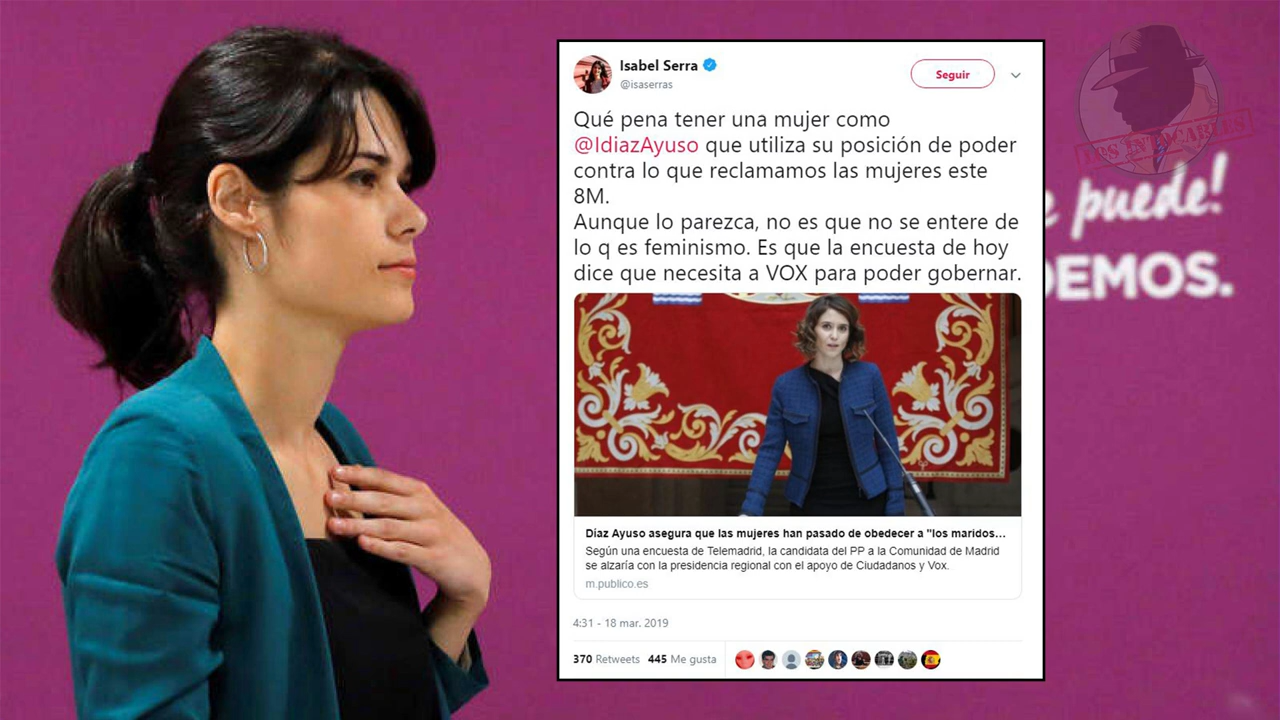 Isabel Serra
@isaserras
Seguir
Qué pena tener una mujer como
@IdiazAyuso que utiliza su posición de poder
contra lo que reclamamos las mujeres este
8M.
Aunque lo parezca, no es que no se entere de
lo q es feminismo. Es que la encuesta de hoy
dice que necesita a VOX para poder gobernar.
Díaz Ayuso asegura que las mujeres han pasado de obedecer a "los maridos...
Según una encuesta de Telemadrid, la candidata del PP a la Comunidad de Madrid
se alzaría con la presidencia regional con el apoyo de Ciudadanos y Vox.
m.publico.es
4:31 - 18 mar. 2019
370 Retweets 445 Me gusta
LOS INTOCABLES
e puede!
DEMOS.